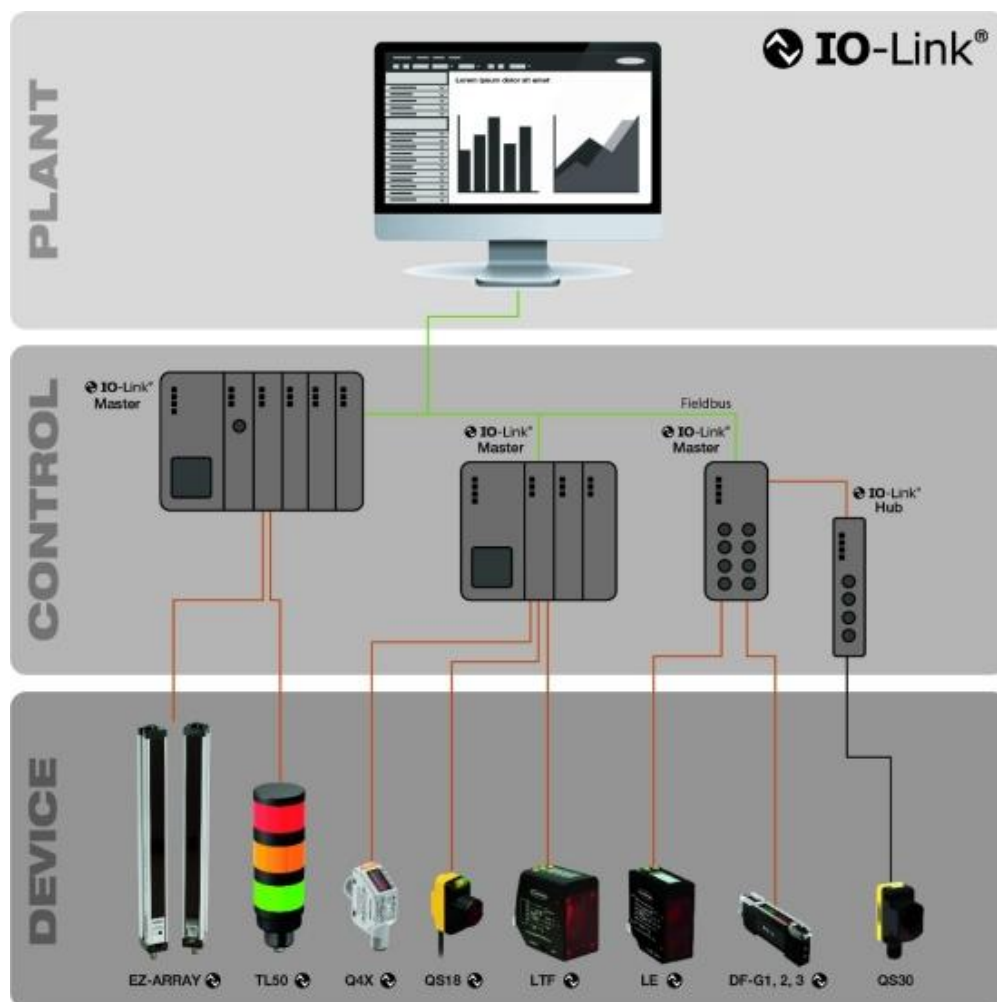 IO-Link®
PLANT
Lorem ipsum dolor sit amet
CONTROL
IO-Link®
Master
Fieldbus
IO-Link®
Master
IO-Link®
Master
IO-Link®
Hub
DEVICE
EZ-ARRAY
TL50
Q4X
QS18
LTF
LE
DF-G1, 2, 3
QS30